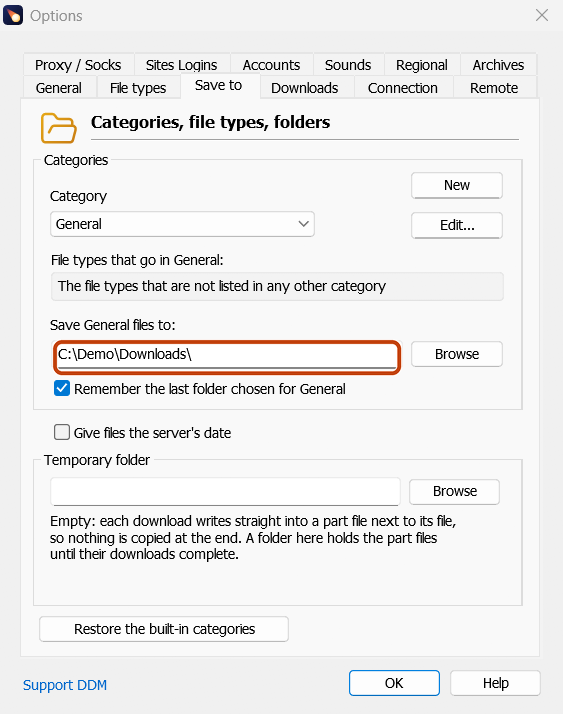 Options
Proxy / Socks
Sites Logins
Accounts
Sounds
Regional
Archives
General
File types
Save to
Downloads
Connection
Remote
Categories, file types, folders
Categories
New
Category
General
Edit...
File types that go in General:
The file types that are not listed in any other category
Save General files to:
C:\Demo\Downloads\
Browse
Remember the last folder chosen for General
Give files the server's date
Temporary folder
Browse
Empty: each download writes straight into a part file next to its file,
so nothing is copied at the end. A folder here holds the part files
until their downloads complete.
Restore the built-in categories
Support DDM
OK
Help